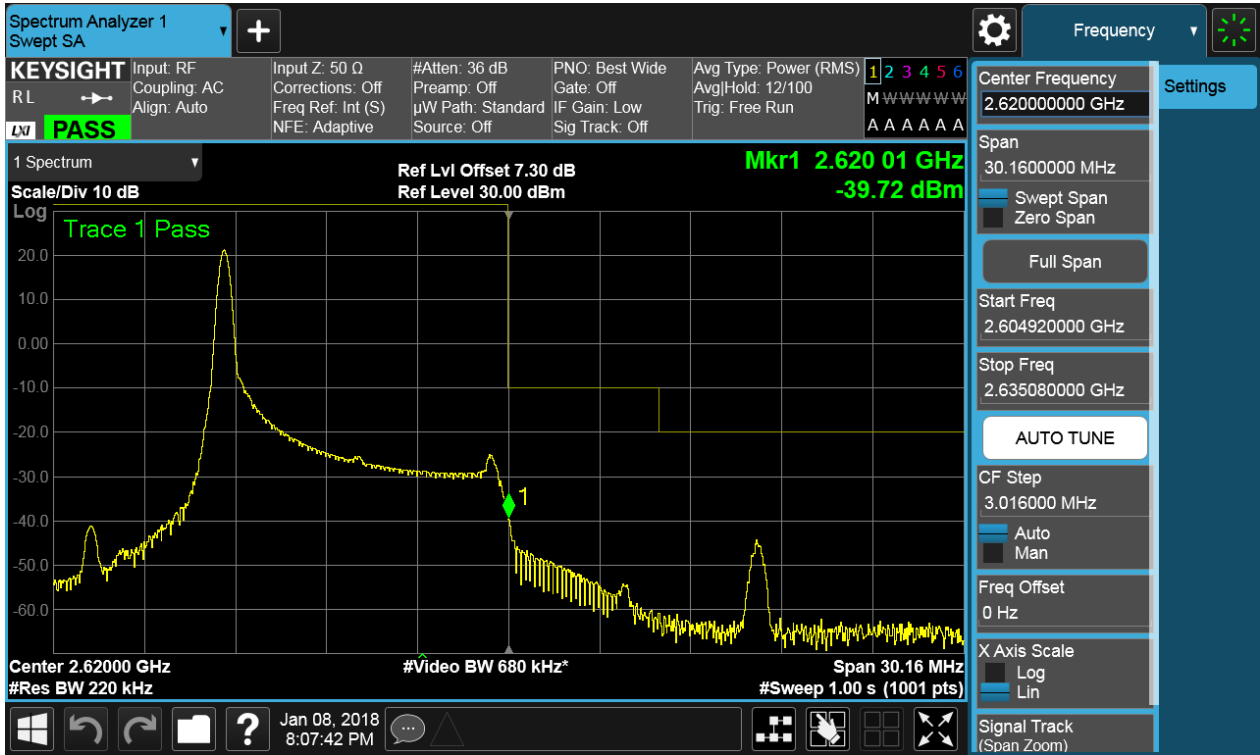 Spectrum Analyzer 1
Swept SA
+
Frequency
KEYSIGHT
RL
LXI PASS
Input: RF
Coupling: AC
Align: Auto
Input Z: 50 Ω
Corrections: Off
Freq Ref: Int (S)
NFE: Adaptive
#Atten: 36 dB
Preamp: Off
µW Path: Standard
Source: Off
PNO: Best Wide
Gate: Off
IF Gain: Low
Sig Track: Off
Avg Type: Power (RMS)
Avg|Hold: 12/100
Trig: Free Run
1 2 3 4 5 6
M W W W W W
A A A A A A
1 Spectrum
Scale/Div 10 dB
Ref Lvl Offset 7.30 dB
Ref Level 30.00 dBm
Mkr1 2.620 01 GHz
-39.72 dBm
Log
Trace 1 Pass
20.0
10.0
0.00
-10.0
-20.0
-30.0
-40.0
-50.0
-60.0
1
Center 2.62000 GHz
#Video BW 680 kHz*
Span 30.16 MHz
#Res BW 220 kHz
#Sweep 1.00 s (1001 pts)
Center Frequency
2.620000000 GHz
Settings
Span
30.1600000 MHz
Swept Span
Zero Span
Full Span
Start Freq
2.604920000 GHz
Stop Freq
2.635080000 GHz
AUTO TUNE
CF Step
3.016000 MHz
Auto
Man
Freq Offset
0 Hz
X Axis Scale
Log
Lin
Signal Track
(Span Zoom)
?
Jan 08, 2018
8:07:42 PM